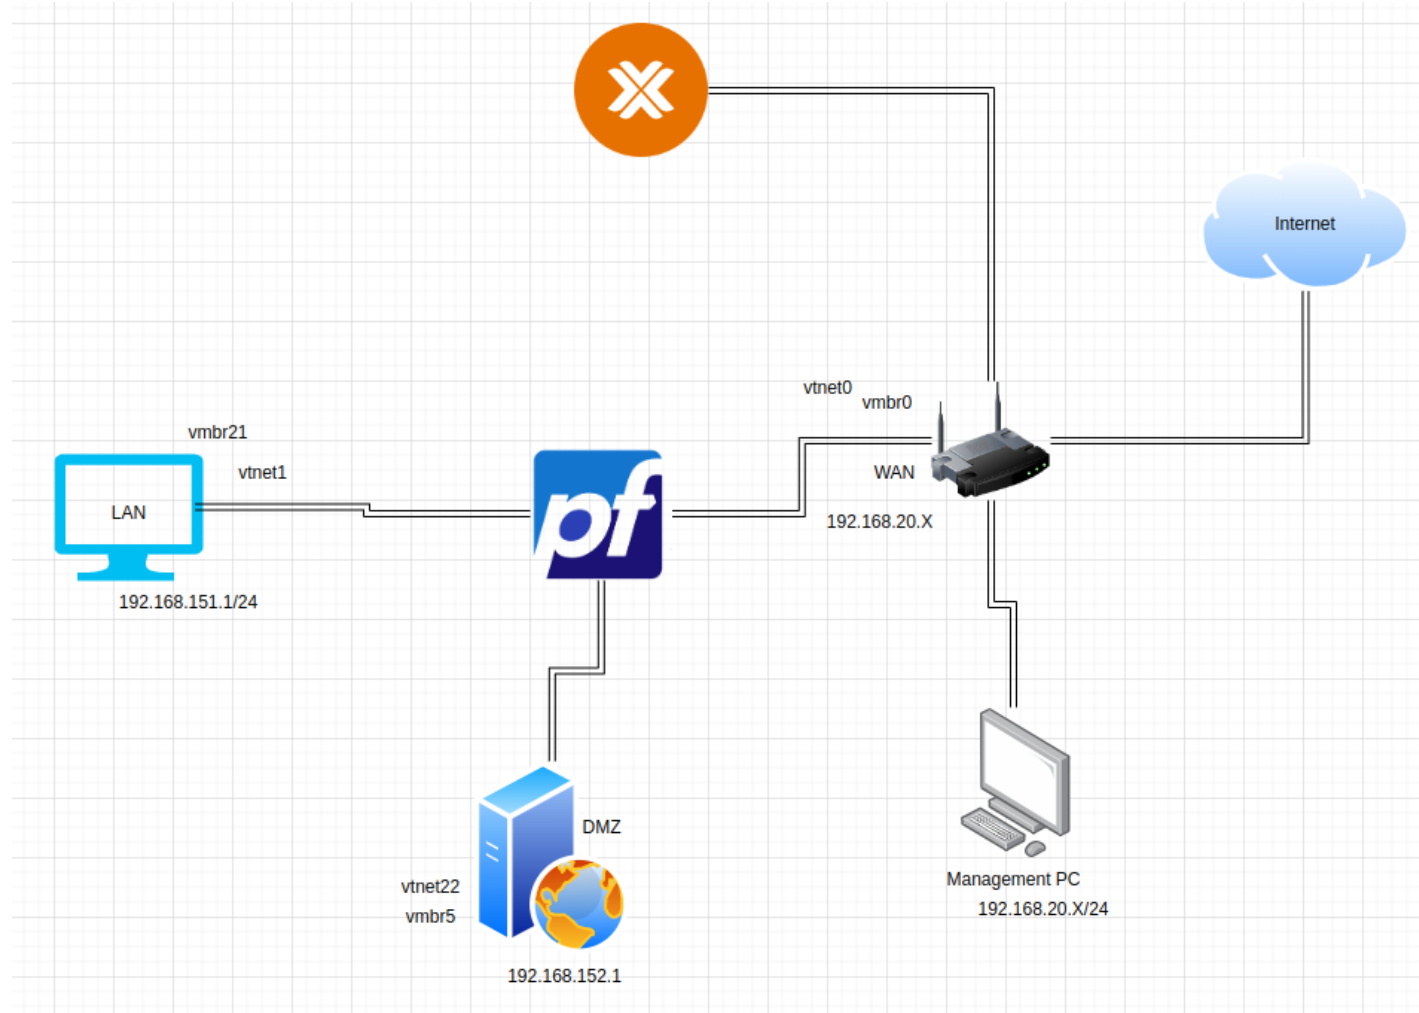 Internet
vtnet0
vmbr0
vmbr21
vtnet1
WAN
LAN
pf
192.168.20.X
192.168.151.1/24
DMZ
vtnet22
vmbr5
Management PC
192.168.20.X/24
192.168.152.1